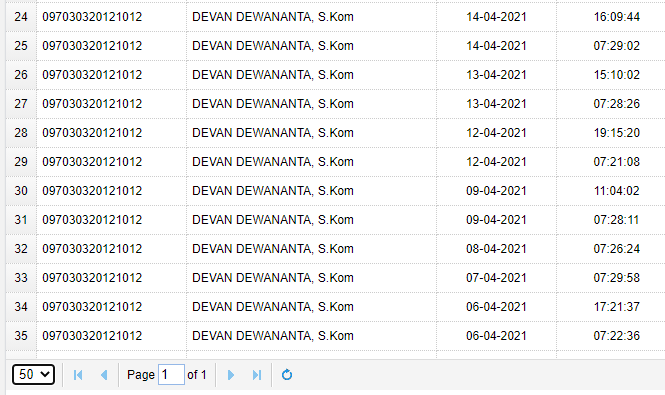 24 097030320121012 DEVAN DEWANANTA, S.Kom 14-04-2021 16:09:44
25 097030320121012 DEVAN DEWANANTA, S.Kom 14-04-2021 07:29:02
26 097030320121012 DEVAN DEWANANTA, S.Kom 13-04-2021 15:10:02
27 097030320121012 DEVAN DEWANANTA, S.Kom 13-04-2021 07:28:26
28 097030320121012 DEVAN DEWANANTA, S.Kom 12-04-2021 19:15:20
29 097030320121012 DEVAN DEWANANTA, S.Kom 12-04-2021 07:21:08
30 097030320121012 DEVAN DEWANANTA, S.Kom 09-04-2021 11:04:02
31 097030320121012 DEVAN DEWANANTA, S.Kom 09-04-2021 07:28:11
32 097030320121012 DEVAN DEWANANTA, S.Kom 08-04-2021 07:26:24
33 097030320121012 DEVAN DEWANANTA, S.Kom 07-04-2021 07:29:58
34 097030320121012 DEVAN DEWANANTA, S.Kom 06-04-2021 17:21:37
35 097030320121012 DEVAN DEWANANTA, S.Kom 06-04-2021 07:22:36
50 Page 1 of 1